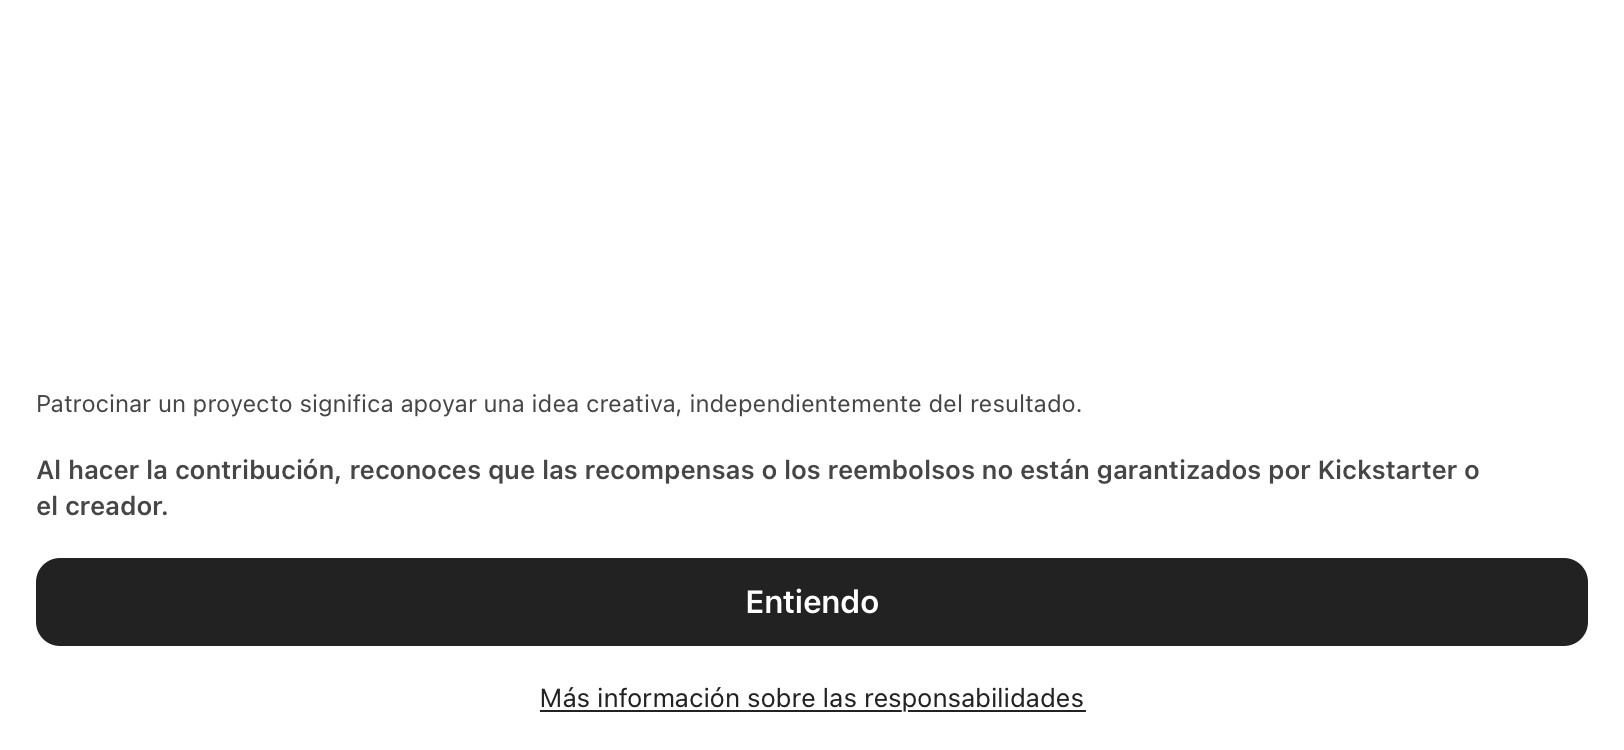 Patrocinar un proyecto significa apoyar una idea creativa, independientemente del resultado.
Al hacer la contribución, reconoces que las recompensas o los reembolsos no están garantizados por Kickstarter o
el creador.
Entiendo
Más información sobre las responsabilidades